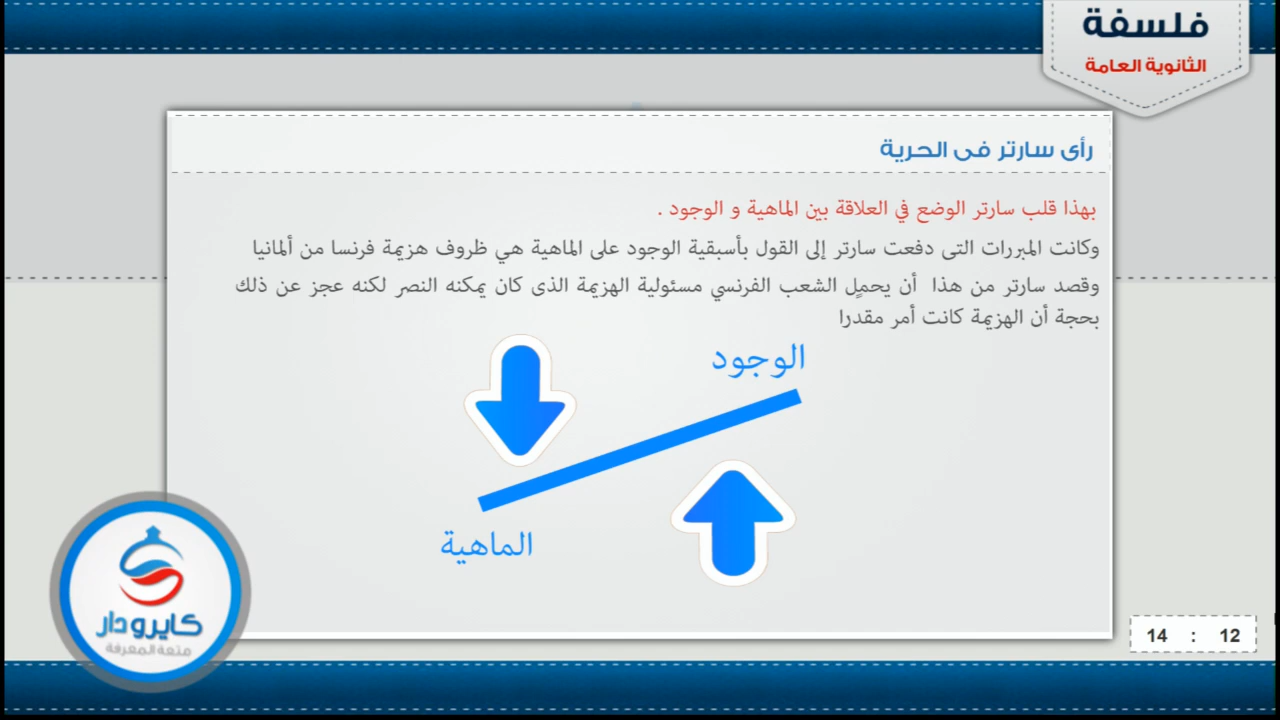 فلسفة
الثانوية العامة
رأى سارتر فى الحرية
بهذا قلب سارتر الوضع في العلاقة بين الماهية و الوجود .
وكانت المبررات التى دفعت سارتر إلى القول بأسبقية الوجود على الماهية هي ظروف هزيمة فرنسا من ألمانيا
وقصد سارتر من هذا أن يحملٍ الشعب الفرنسي مسئولية الهزيمة الذى كان يمكنه النصر لكنه عجز عن ذلك
بحجة أن الهزيمة كانت أمر مقدرا
الوجود
الماهية
كايرودار
متعة المعرفة
14 : 12